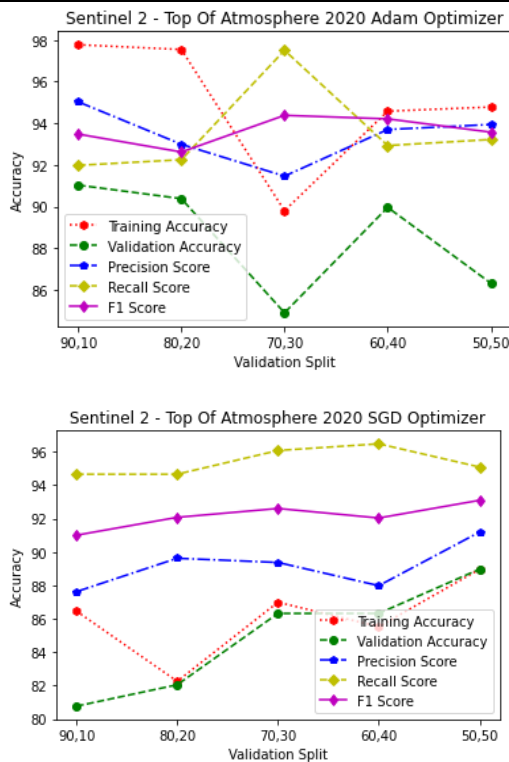 Sentinel 2 - Top Of Atmosphere 2020 Adam Optimizer
98
96
94
92
90
88
86
Accuracy
Training Accuracy
Validation Accuracy
Precision Score
Recall Score
F1 Score
90,10 80,20 70,30 60,40 50,50
Validation Split
Sentinel 2 - Top Of Atmosphere 2020 SGD Optimizer
96
94
92
90
88
86
84
82
80
Accuracy
Training Accuracy
Validation Accuracy
Precision Score
Recall Score
F1 Score
90,10 80,20 70,30 60,40 50,50
Validation Split